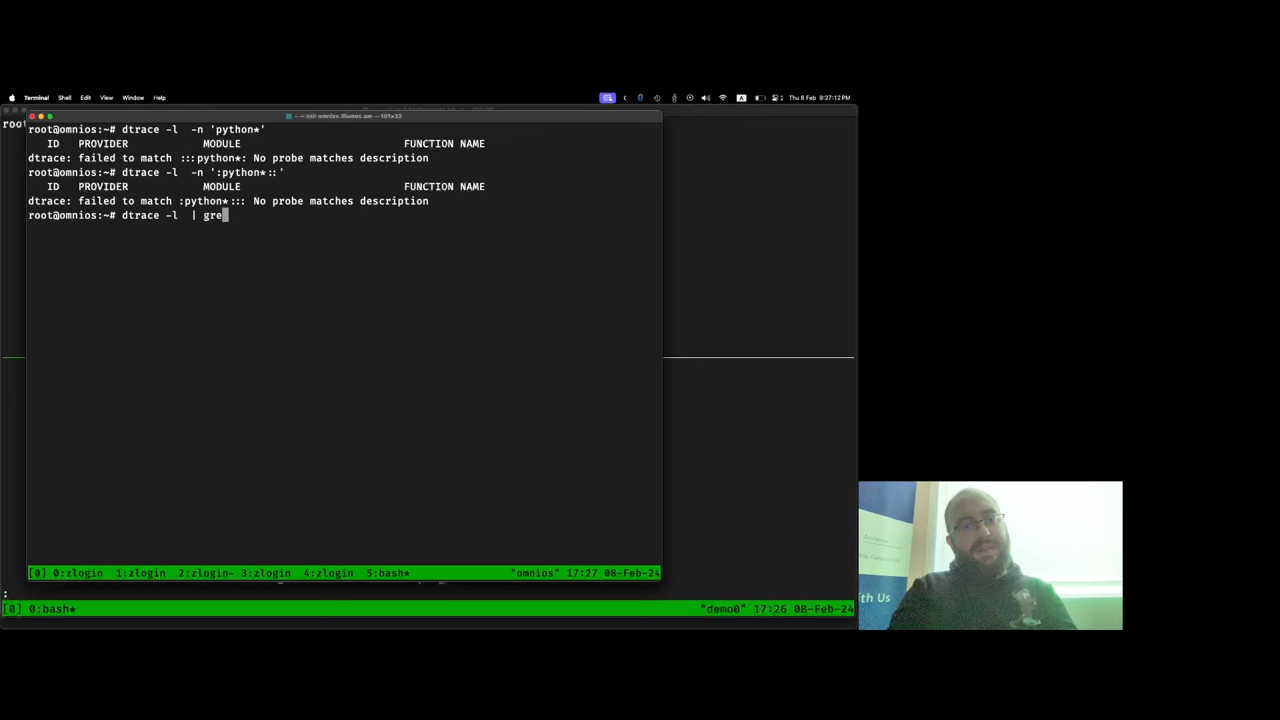 Terminal Shell Edit View Window Help Thu 8 Feb 9:27:12 PM
root@omnios:~# dtrace -l  -n 'python*'
ID PROVIDER MODULE FUNCTION NAME
dtrace: failed to match :::python*: No probe matches description
root@omnios:~# dtrace -l  -n ':python*::'
ID PROVIDER MODULE FUNCTION NAME
dtrace: failed to match :python*::: No probe matches description
root@omnios:~# dtrace -l  | gre
[0] 0:zlogin 1:zlogin 2:zlogin- 3:zlogin 4:zlogin 5:bash* "omnios" 17:27 08-Feb-24
:
[0] 0:bash* "demo0" 17:26 08-Feb-24
ith Us